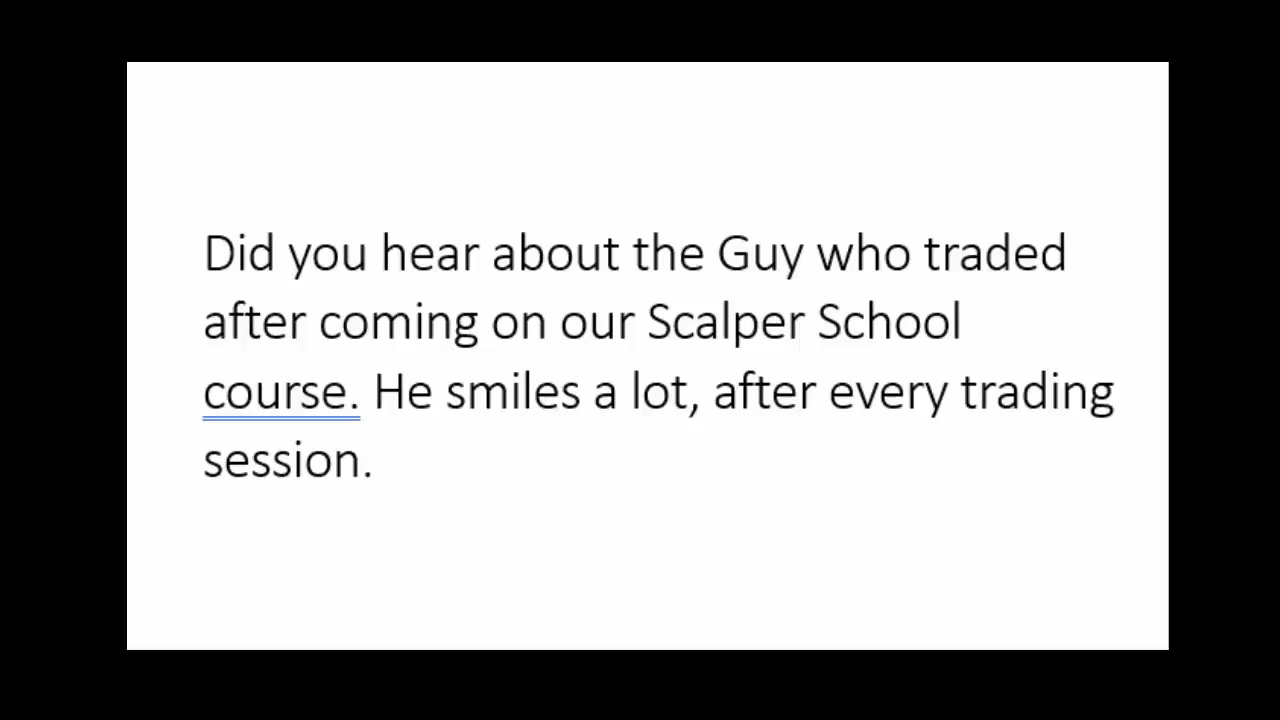 Did you hear about the Guy who traded
after coming on our Scalper School
course. He smiles a lot, after every trading
session.